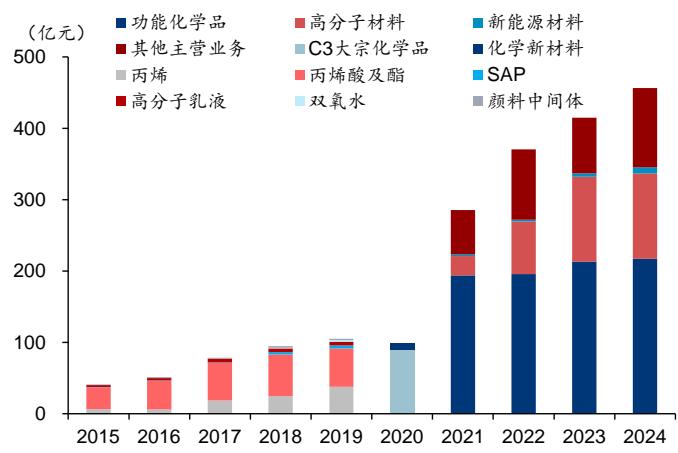 （亿元）
功能化学品 高分子材料 新能源材料
其他主营业务 C3大宗化学品 化学新材料
丙烯 丙烯酸及酯 SAP
高分子乳液 双氧水 颜料中间体
500
400
300
200
100
0
2015 2016 2017 2018 2019 2020 2021 2022 2023 2024